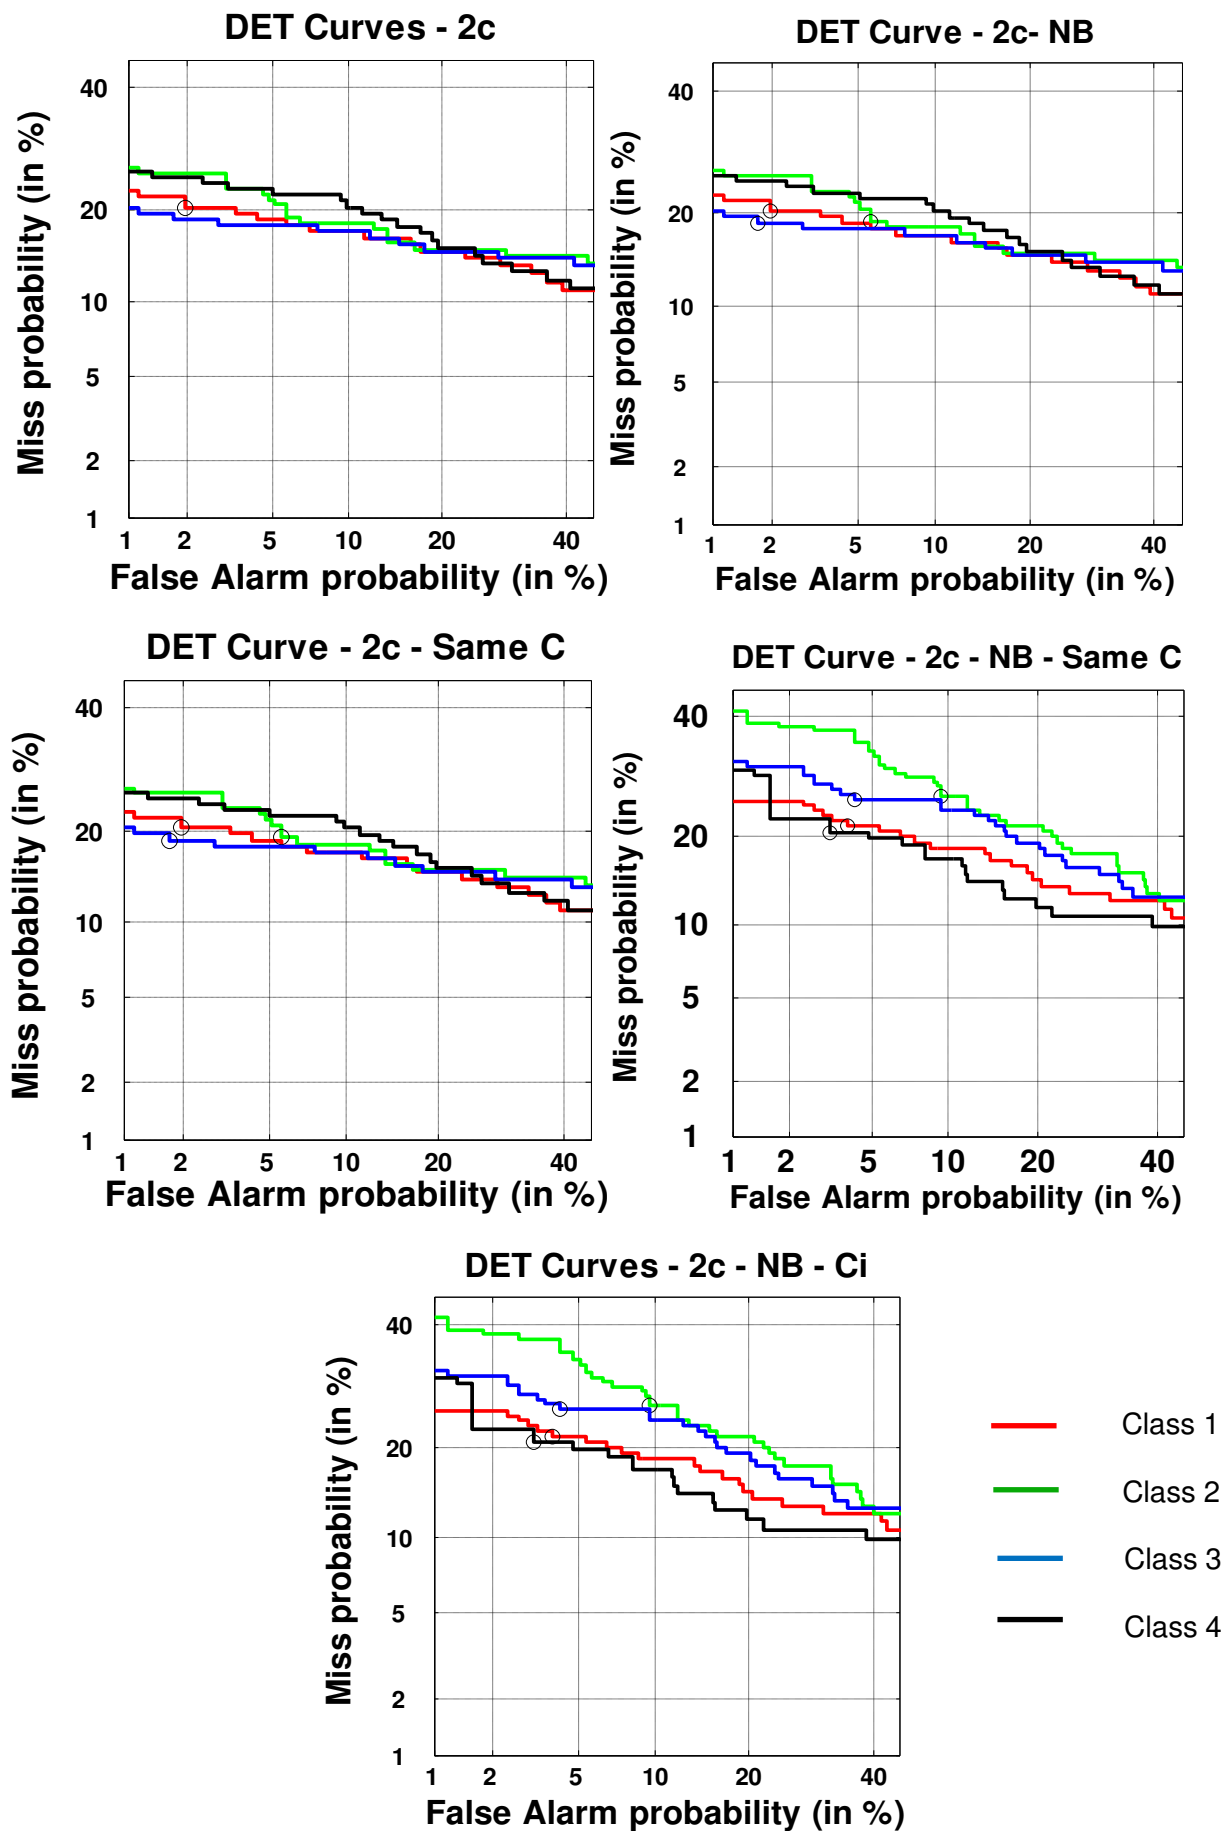 DET Curves - 2c
Miss probability (in %)
40
20
10
5
2
1
1 2 5 10 20 40
False Alarm probability (in %)
DET Curve - 2c- NB
Miss probability (in %)
40
20
10
5
2
1
1 2 5 10 20 40
False Alarm probability (in %)
DET Curve - 2c - Same C
Miss probability (in %)
40
20
10
5
2
1
1 2 5 10 20 40
False Alarm probability (in %)
DET Curve - 2c - NB - Same C
Miss probability (in %)
40
20
10
5
2
1
1 2 5 10 20 40
False Alarm probability (in %)
DET Curves - 2c - NB - Ci
Miss probability (in %)
40
20
10
5
2
1
1 2 5 10 20 40
False Alarm probability (in %)
Class 1
Class 2
Class 3
Class 4